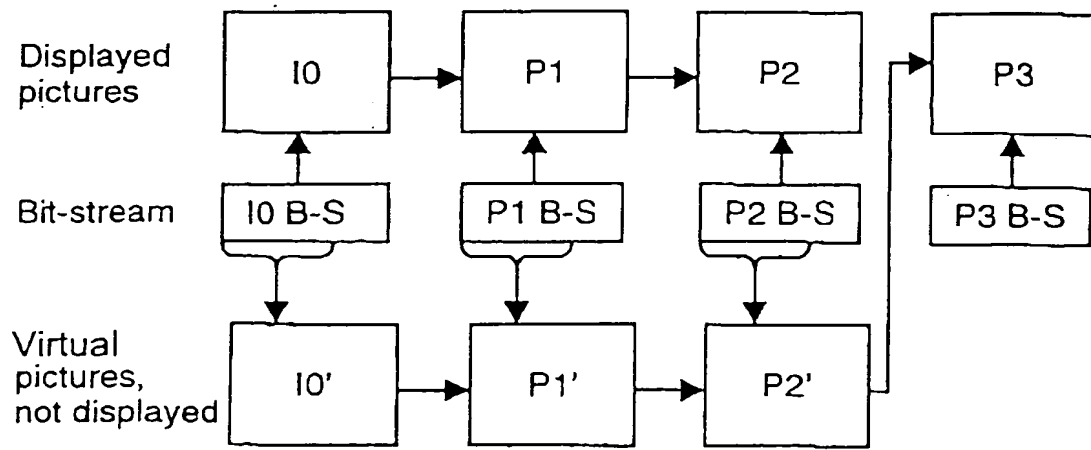 Displayed
pictures
I0
P1
P2
P3
Bit-stream
I0 B-S
P1 B-S
P2 B-S
P3 B-S
Virtual
pictures,
not displayed
I0'
P1'
P2'